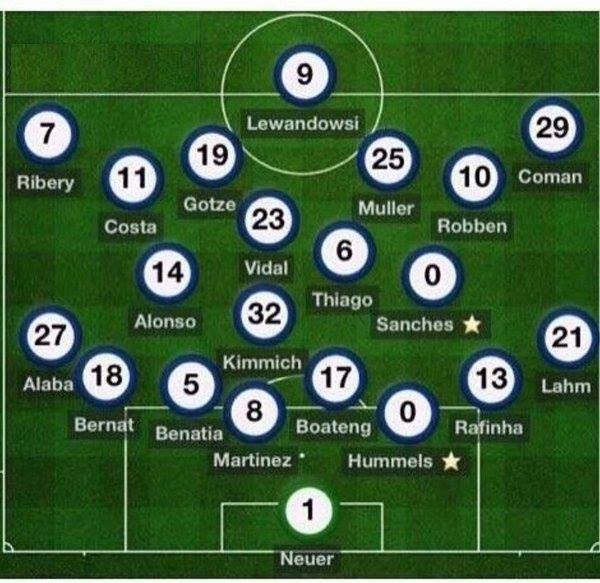 9
Lewandowsi
7
Ribery
29
Coman
19
Gotze
25
Muller
11
Costa
10
Robben
23
Vidal
6
Thiago
14
Alonso
0
Sanches
32
Kimmich
27
Alaba
21
Lahm
18
Bernat
5
Benatia
17
Boateng
13
Rafinha
8
Martinez
0
Hummels
1
Neuer